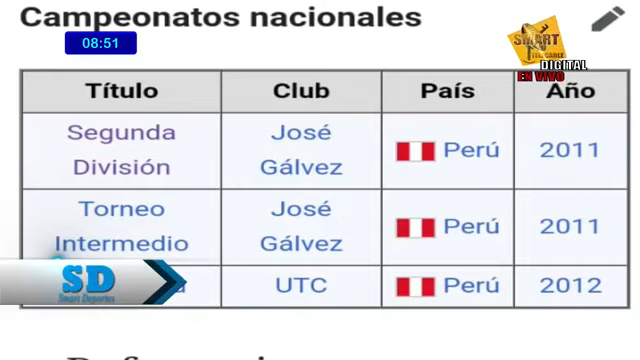 Campeonatos nacionales
08:51
SMART
TELECABLE
DIGITAL
EN VIVO
Título Club País Año
Segunda División José Gálvez Perú 2011
Torneo Intermedio José Gálvez Perú 2011
UTC Perú 2012
SD
Smart Deportes